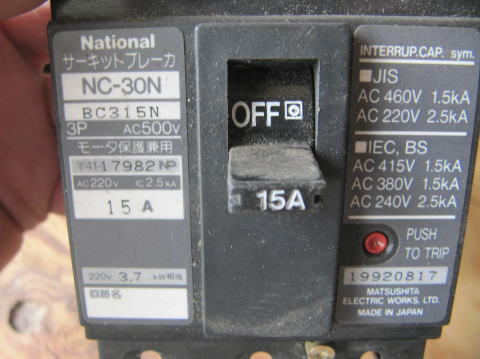 National
サーキットブレーカ
NC-30N
BC315N
3P AC500V
モータ保護兼用
41-17982 NP
AC220V IC2.5kA
15 A
220V 3.7 kW相当
回路名
OFF
15A
INTERRUP.CAP. sym.
■JIS
AC 460V 1.5kA
AC 220V 2.5kA
■IEC, BS
AC 415V 1.5kA
AC 380V 1.5kA
AC 240V 2.5kA
PUSH
TO TRIP
19920817
MATSUSHITA
ELECTRIC WORKS, LTD.
MADE IN JAPAN